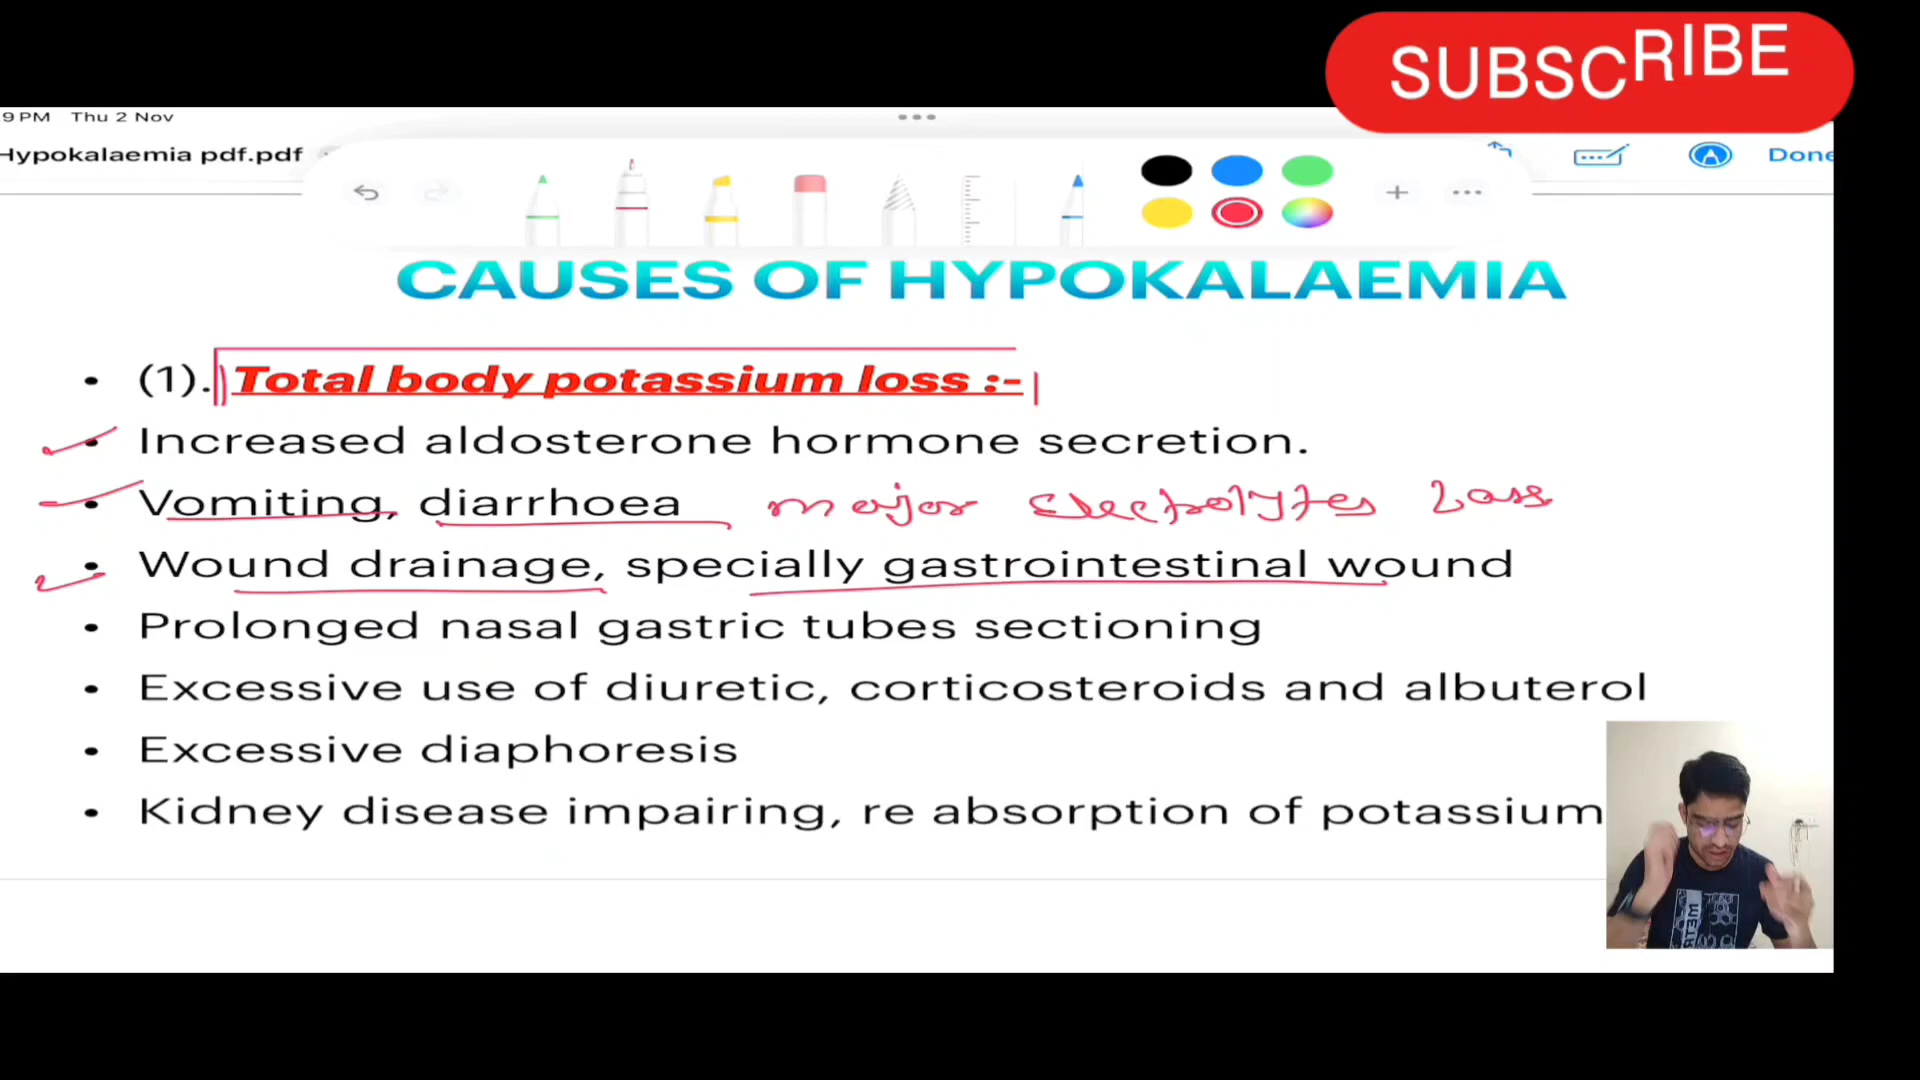 SUBSCRIBE
9 PM Thu 2 Nov
Hypokalaemia pdf.pdf
Done
CAUSES OF HYPOKALAEMIA
• (1). Total body potassium loss :-
• Increased aldosterone hormone secretion.
• Vomiting, diarrhoea major Electrolytes Loss
• Wound drainage, specially gastrointestinal wound
• Prolonged nasal gastric tubes sectioning
• Excessive use of diuretic, corticosteroids and albuterol
• Excessive diaphoresis
• Kidney disease impairing, re absorption of potassium